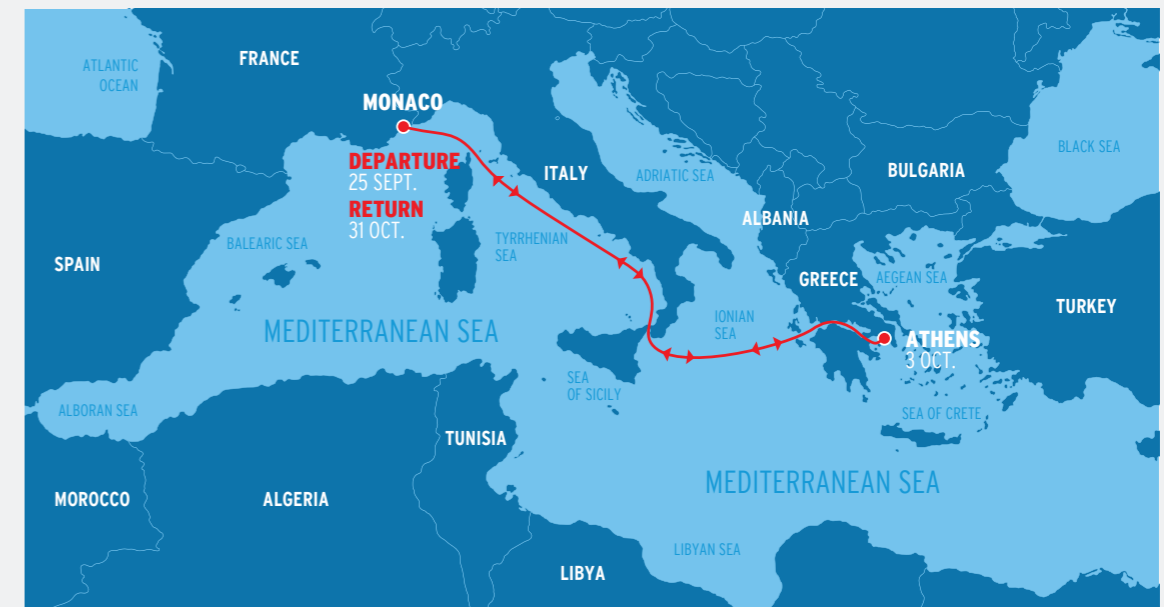 FRANCE
ATLANTIC
OCEAN
MONACO
DEPARTURE
25 SEPT.
RETURN
31 OCT.
ITALY
ADRIATIC SEA
BLACK SEA
BULGARIA
ALBANIA
BALEARIC SEA
TYRRHENIAN
SEA
SPAIN
GREECE
AEGEAN SEA
TURKEY
MEDITERRANEAN SEA
IONIAN
SEA
ATHENS
3 OCT.
SEA
OF SICILY
ALBORAN SEA
SEA OF CRETE
TUNISIA
MEDITERRANEAN SEA
MOROCCO
ALGERIA
LIBYAN SEA
LIBYA